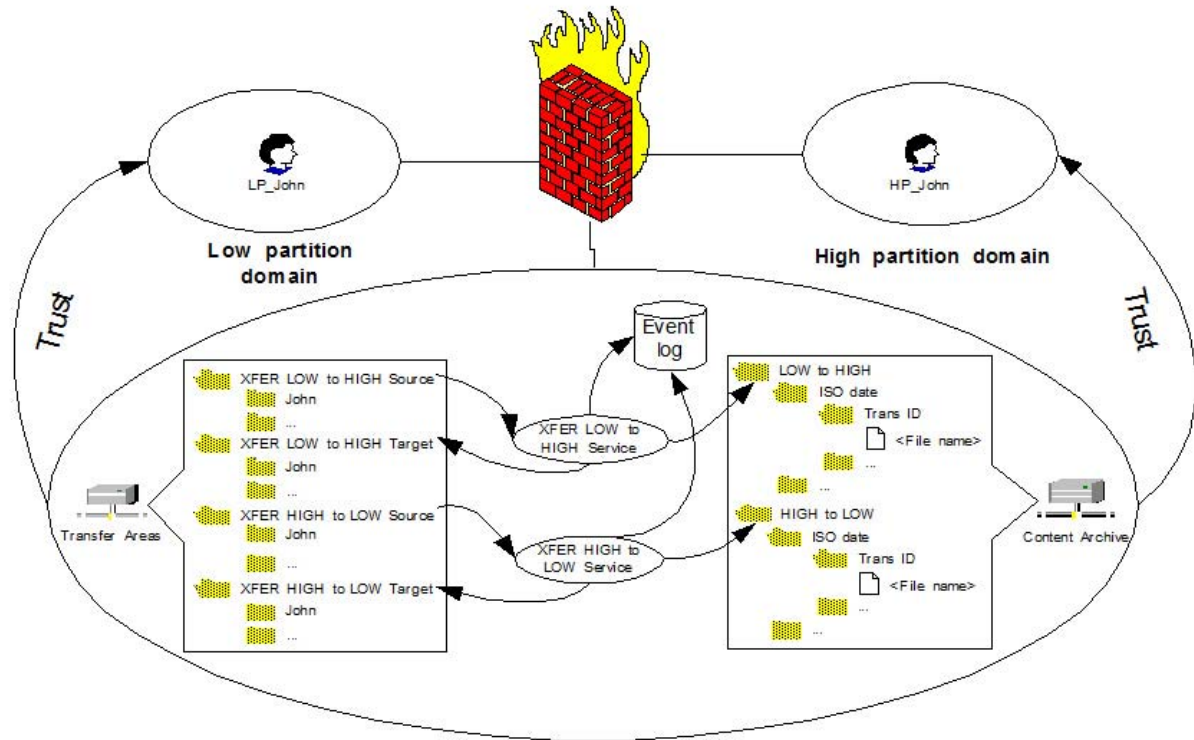 LP_John
HP_John
Low partition
domain
High partition domain
Trust
Trust
Event
log
XFER LOW to HIGH Source
John
...
XFER LOW to HIGH Target
John
...
XFER HIGH to LOW Source
John
...
XFER HIGH to LOW Target
John
...
Transfer Areas
XFER LOW to
HIGH Service
XFER HIGH to
LOW Service
LOW to HIGH
ISO date
Trans ID
<File name>
...
...
HIGH to LOW
ISO date
Trans ID
<File name>
...
...
Content Archive